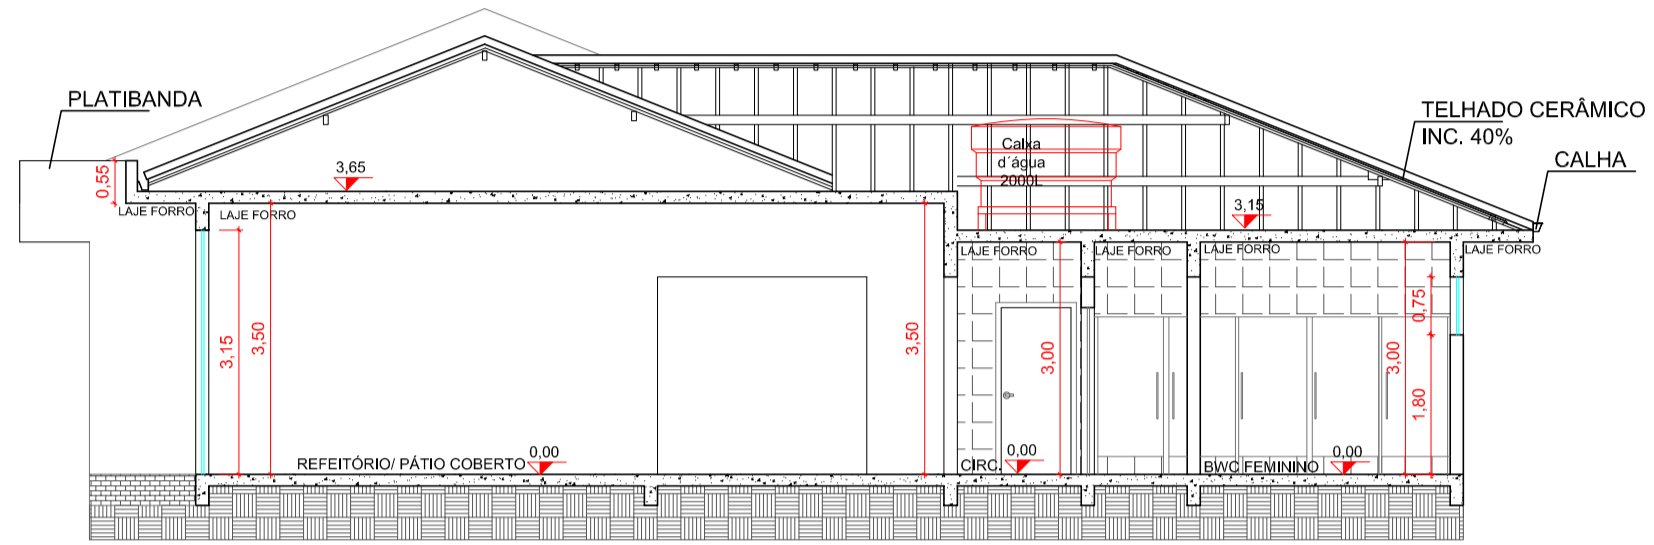 PLATIBANDA
TELHADO CERÂMICO
INC. 40%
CALHA
Caixa
d´água
2000L
3,65
0,55
3,15
LAJE FORRO
LAJE FORRO
LAJE FORRO
LAJE FORRO
LAJE FORRO
LAJE FORRO
3,15
3,50
3,50
3,00
3,00
0,75
1,80
REFEITÓRIO/ PÁTIO COBERTO
0,00
CIRC.
0,00
BWC FEMININO
0,00